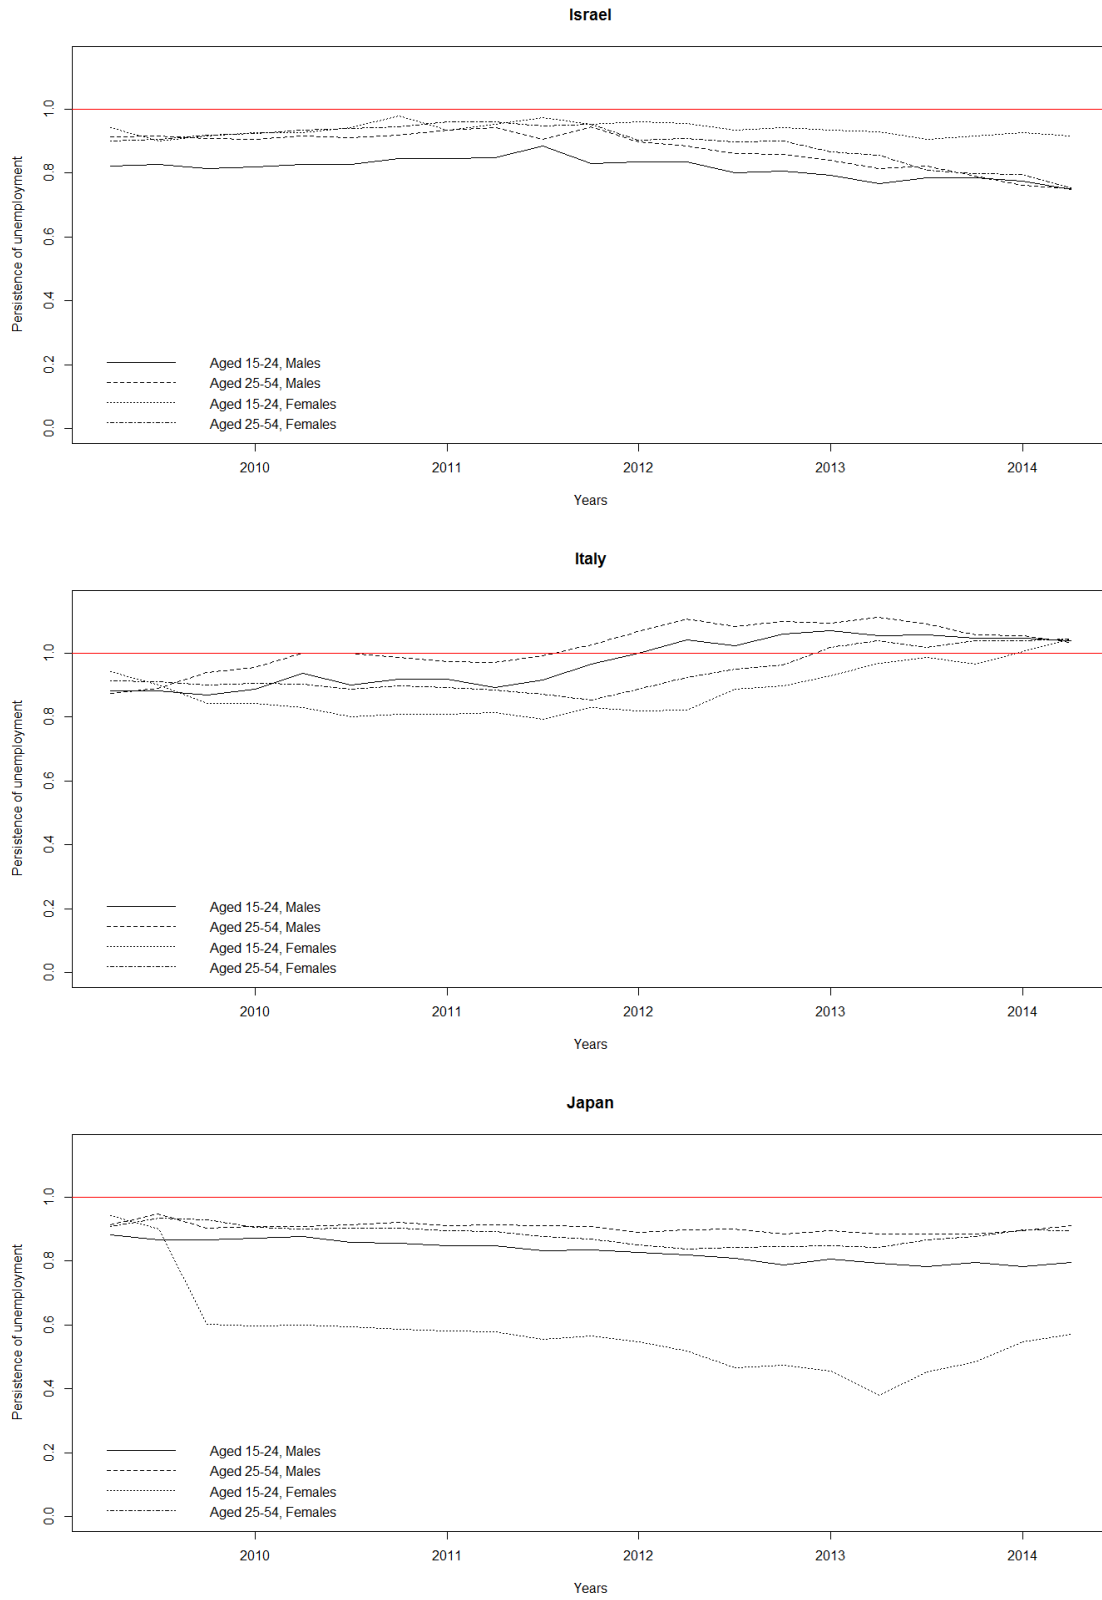 Israel
Persistence of unemployment
1.0
0.8
0.6
0.4
0.2
0.0
Aged 15-24, Males
Aged 25-54, Males
Aged 15-24, Females
Aged 25-54, Females
2010 2011 2012 2013 2014
Years
Italy
Persistence of unemployment
1.0
0.8
0.6
0.4
0.2
0.0
Aged 15-24, Males
Aged 25-54, Males
Aged 15-24, Females
Aged 25-54, Females
2010 2011 2012 2013 2014
Years
Japan
Persistence of unemployment
1.0
0.8
0.6
0.4
0.2
0.0
Aged 15-24, Males
Aged 25-54, Males
Aged 15-24, Females
Aged 25-54, Females
2010 2011 2012 2013 2014
Years